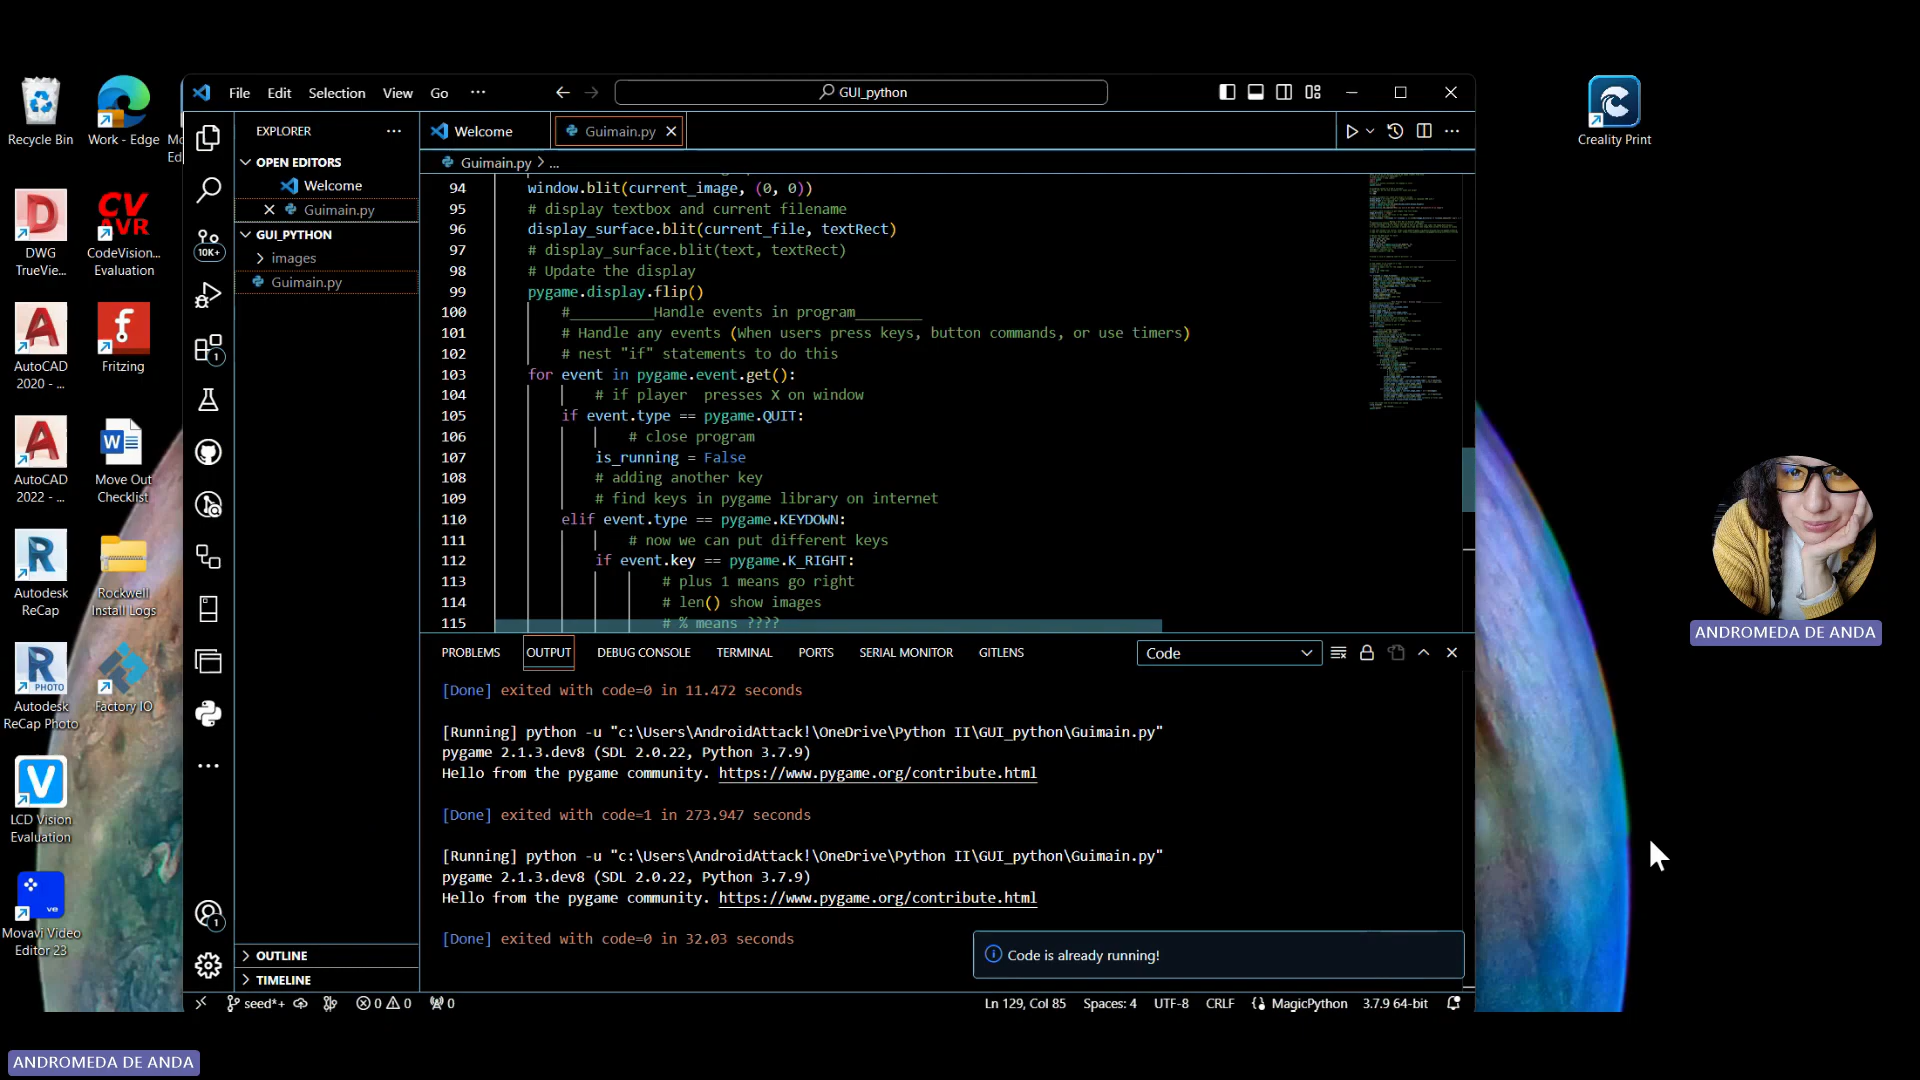 Recycle Bin
Work - Edge
DWG
TrueVie...
CV
AVR
CodeVision...
Evaluation
AutoCAD
2020 - ...
Fritzing
AutoCAD
2022 - ...
Move Out
Checklist
Autodesk
ReCap
Rockwell
Install Logs
PHOTO
Autodesk
ReCap Photo
Factory IO
LCD Vision
Evaluation
ve
Movavi Video
Editor 23
ANDROMEDA DE ANDA
File Edit Selection View Go ···
GUI_python
10K+
1
1
EXPLORER
OPEN EDITORS
Welcome
Guimain.py
GUI_PYTHON
images
Guimain.py
OUTLINE
TIMELINE
Welcome
Guimain.py
Guimain.py > ...
94 window.blit(current_image, (0, 0))
95 # display textbox and current filename
96 display_surface.blit(current_file, textRect)
97 # display_surface.blit(text, textRect)
98 # Update the display
99 pygame.display.flip()
100 #__________Handle events in program________
101 # Handle any events (When users press keys, button commands, or use timers)
102 # nest "if" statements to do this
103 for event in pygame.event.get():
104 # if player  presses X on window
105 if event.type == pygame.QUIT:
106 # close program
107 is_running = False
108 # adding another key
109 # find keys in pygame library on internet
110 elif event.type == pygame.KEYDOWN:
111 # now we can put different keys
112 if event.key == pygame.K_RIGHT:
113 # plus 1 means go right
114 # len() show images
115 # % means ????
PROBLEMS OUTPUT DEBUG CONSOLE TERMINAL PORTS SERIAL MONITOR GITLENS
Code
[Done] exited with code=0 in 11.472 seconds
[Running] python -u "c:\Users\AndroidAttack!\OneDrive\Python II\GUI_python\Guimain.py"
pygame 2.1.3.dev8 (SDL 2.0.22, Python 3.7.9)
Hello from the pygame community. https://www.pygame.org/contribute.html
[Done] exited with code=1 in 273.947 seconds
[Running] python -u "c:\Users\AndroidAttack!\OneDrive\Python II\GUI_python\Guimain.py"
pygame 2.1.3.dev8 (SDL 2.0.22, Python 3.7.9)
Hello from the pygame community. https://www.pygame.org/contribute.html
[Done] exited with code=0 in 32.03 seconds
Code is already running!
seed*+ 0 0 0
Ln 129, Col 85 Spaces: 4 UTF-8 CRLF MagicPython 3.7.9 64-bit
Creality Print
ANDROMEDA DE ANDA